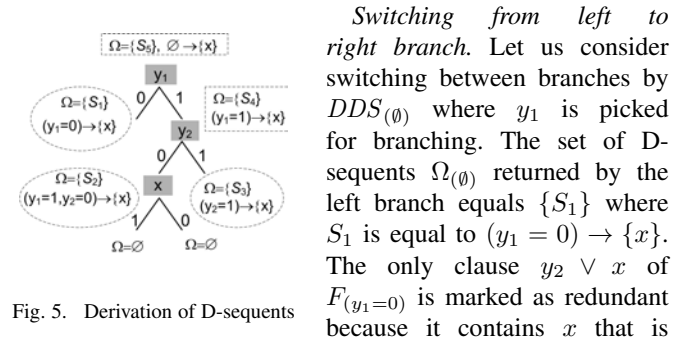 Ω={S₅}, ∅→{x}
y₁
0 1
Ω={S₁}
(y₁=0)→{x}
Ω={S₄}
(y₁=1)→{x}
y₂
0 1
Ω={S₂}
(y₁=1,y₂=0)→{x}
x
Ω={S₃}
(y₂=1)→{x}
1 0
Ω=∅ Ω=∅
Fig. 5. Derivation of D-sequents
Switching from left to
right branch. Let us consider
switching between branches by
DDS₍∅₎ where y₁ is picked
for branching. The set of D-
sequents Ω₍∅₎ returned by the
left branch equals {S₁} where
S₁ is equal to (y₁ = 0) → {x}.
The only clause y₂ ∨ x of
F₍y₁₌₀₎ is marked as redundant
because it contains x that is